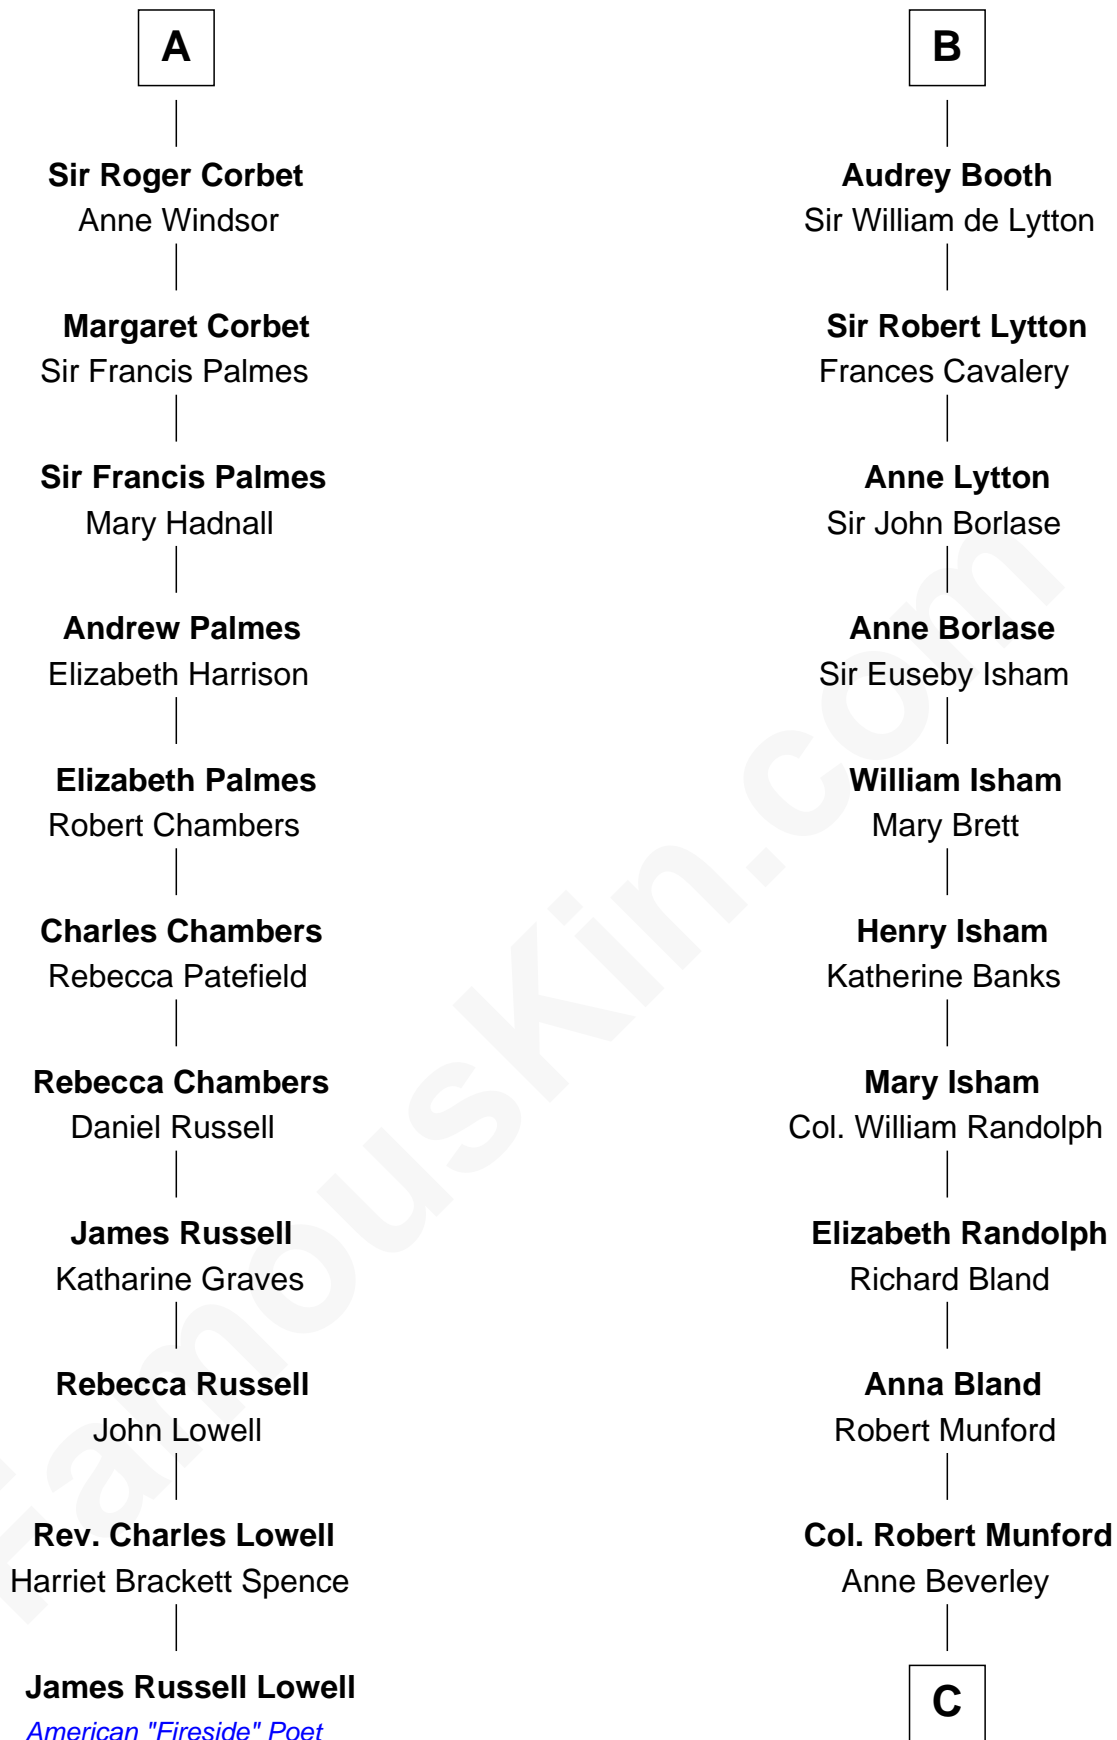 A
Sir Roger Corbet
Anne Windsor
Margaret Corbet
Sir Francis Palmes
Sir Francis Palmes
Mary Hadnall
Andrew Palmes
Elizabeth Harrison
Elizabeth Palmes
Robert Chambers
Charles Chambers
Rebecca Patefield
Rebecca Chambers
Daniel Russell
James Russell
Katharine Graves
Rebecca Russell
John Lowell
Rev. Charles Lowell
Harriet Brackett Spence
James Russell Lowell
American "Fireside" Poet
B
Audrey Booth
Sir William de Lytton
Sir Robert Lytton
Frances Cavalery
Anne Lytton
Sir John Borlase
Anne Borlase
Sir Euseby Isham
William Isham
Mary Brett
Henry Isham
Katherine Banks
Mary Isham
Col. William Randolph
Elizabeth Randolph
Richard Bland
Anna Bland
Robert Munford
Col. Robert Munford
Anne Beverley
C
FamousKin.com